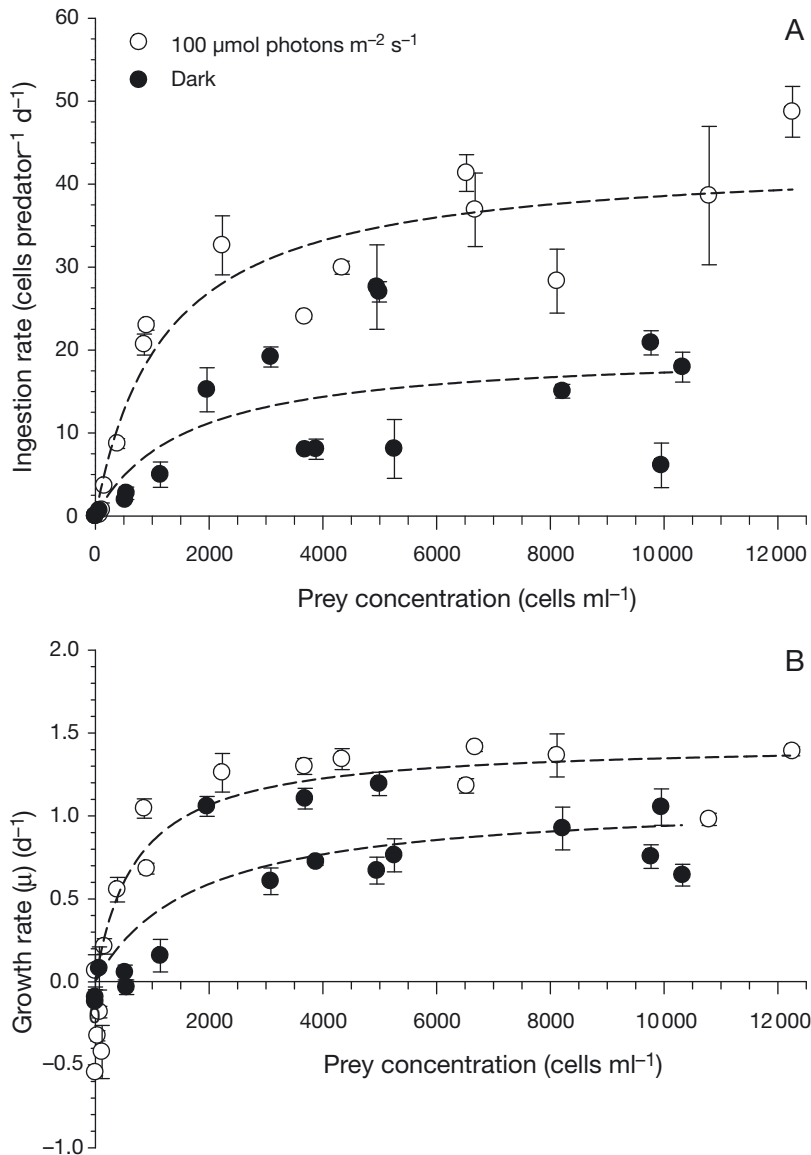 A
100 µmol photons m⁻² s⁻¹
Dark
60
50
40
30
20
10
0
Ingestion rate (cells predator⁻¹ d⁻¹)
0 2000 4000 6000 8000 10000 12000
Prey concentration (cells ml⁻¹)
B
2.0
1.5
1.0
0.5
0.0
−0.5
−1.0
Growth rate (µ) (d⁻¹)
2000 4000 6000 8000 10000 12000
Prey concentration (cells ml⁻¹)